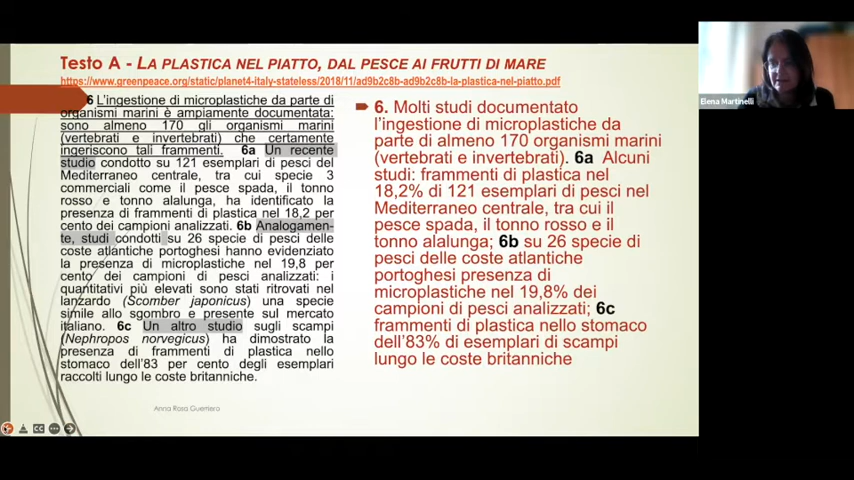 Testo A - LA PLASTICA NEL PIATTO, DAL PESCE AI FRUTTI DI MARE
https://www.greenpeace.org/static/planet4-italy-stateless/2018/11/ad9b2c8b-ad9b2c8b-la-plastica-nel-piatto.pdf
6 L'ingestione di microplastiche da parte di
organismi marini è ampiamente documentata:
sono almeno 170 gli organismi marini
(vertebrati e invertebrati) che certamente
ingeriscono tali frammenti. 6a Un recente
studio condotto su 121 esemplari di pesci del
Mediterraneo centrale, tra cui specie 3
commerciali come il pesce spada, il tonno
rosso e tonno alalunga, ha identificato la
presenza di frammenti di plastica nel 18,2 per
cento dei campioni analizzati. 6b Analogamen-
te, studi condotti su 26 specie di pesci delle
coste atlantiche portoghesi hanno evidenziato
la presenza di microplastiche nel 19,8 per
cento dei campioni di pesci analizzati: i
quantitativi più elevati sono stati ritrovati nel
lanzardo (Scomber japonicus) una specie
simile allo sgombro e presente sul mercato
italiano. 6c Un altro studio sugli scampi
(Nephropos norvegicus) ha dimostrato la
presenza di frammenti di plastica nello
stomaco dell'83 per cento degli esemplari
raccolti lungo le coste britanniche.
6. Molti studi documentato
l'ingestione di microplastiche da
parte di almeno 170 organismi marini
(vertebrati e invertebrati). 6a Alcuni
studi: frammenti di plastica nel
18,2% di 121 esemplari di pesci nel
Mediterraneo centrale, tra cui il
pesce spada, il tonno rosso e il
tonno alalunga; 6b su 26 specie di
pesci delle coste atlantiche
portoghesi presenza di
microplastiche nel 19,8% dei
campioni di pesci analizzati; 6c
frammenti di plastica nello stomaco
dell'83% di esemplari di scampi
lungo le coste britanniche
Anna Rosa Guerriero
Elena Martinelli